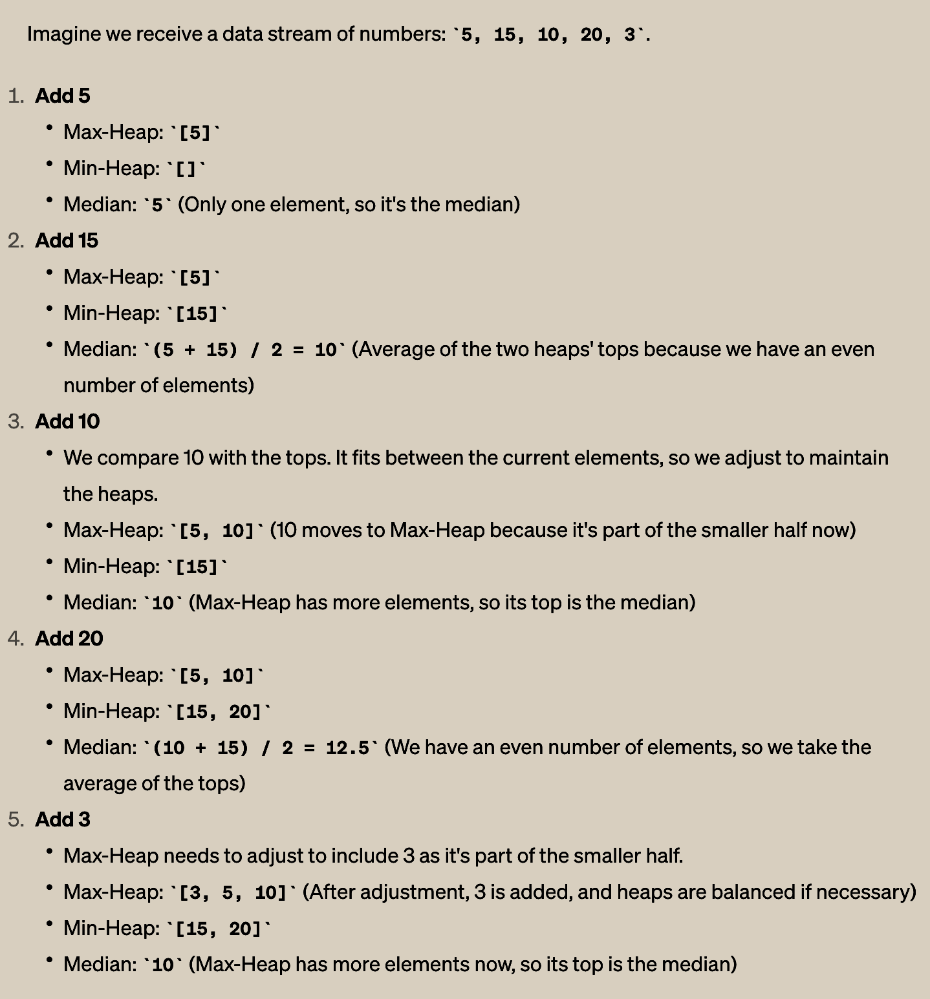 Imagine we receive a data stream of numbers: `5, 15, 10, 20, 3`.
1. Add 5
• Max-Heap: `[5]`
• Min-Heap: `[]`
• Median: `5` (Only one element, so it's the median)
2. Add 15
• Max-Heap: `[5]`
• Min-Heap: `[15]`
• Median: `(5 + 15) / 2 = 10` (Average of the two heaps' tops because we have an even
number of elements)
3. Add 10
• We compare 10 with the tops. It fits between the current elements, so we adjust to maintain
the heaps.
• Max-Heap: `[5, 10]` (10 moves to Max-Heap because it's part of the smaller half now)
• Min-Heap: `[15]`
• Median: `10` (Max-Heap has more elements, so its top is the median)
4. Add 20
• Max-Heap: `[5, 10]`
• Min-Heap: `[15, 20]`
• Median: `(10 + 15) / 2 = 12.5` (We have an even number of elements, so we take the
average of the tops)
5. Add 3
• Max-Heap needs to adjust to include 3 as it's part of the smaller half.
• Max-Heap: `[3, 5, 10]` (After adjustment, 3 is added, and heaps are balanced if necessary)
• Min-Heap: `[15, 20]`
• Median: `10` (Max-Heap has more elements now, so its top is the median)